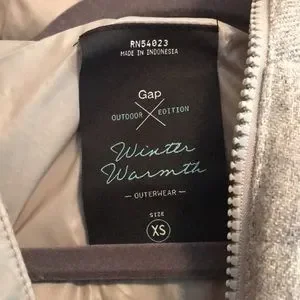 RN54023
MADE IN INDONESIA
Gap
OUTDOOR EDITION
Winter
Warmth
— OUTERWEAR —
SIZE
XS